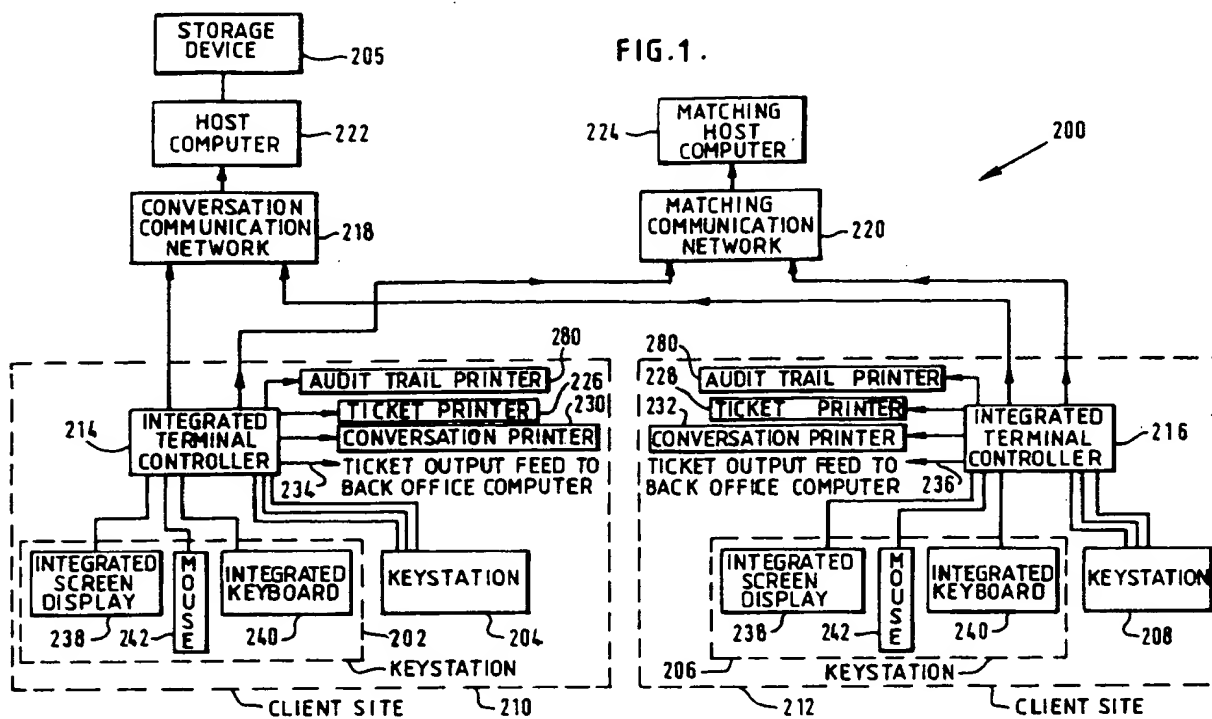 FIG.1.
STORAGE
DEVICE
205
HOST
COMPUTER
222
224
MATCHING
HOST
COMPUTER
200
CONVERSATION
COMMUNICATION
NETWORK
218
MATCHING
COMMUNICATION
NETWORK
220
280
AUDIT TRAIL PRINTER
226
TICKET PRINTER
230
CONVERSATION PRINTER
214
INTEGRATED
TERMINAL
CONTROLLER
234
TICKET OUTPUT FEED TO
BACK OFFICE COMPUTER
INTEGRATED
SCREEN
DISPLAY
238
MOUSE
242
INTEGRATED
KEYBOARD
240
202
KEYSTATION
204
KEYSTATION
CLIENT SITE
210
280
AUDIT TRAIL PRINTER
228
TICKET PRINTER
232
CONVERSATION PRINTER
INTEGRATED
TERMINAL
CONTROLLER
216
TICKET OUTPUT FEED TO
BACK OFFICE COMPUTER
236
INTEGRATED
SCREEN
DISPLAY
238
MOUSE
242
INTEGRATED
KEYBOARD
240
KEYSTATION
208
206
KEYSTATION
212
CLIENT SITE